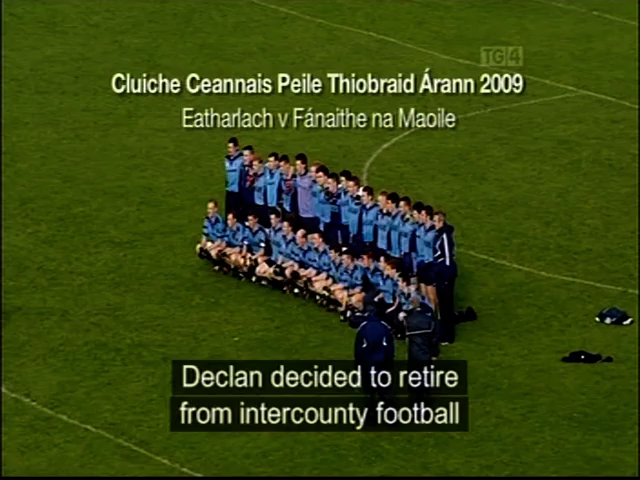 TG4
Cluiche Ceannais Peile Thiobraid Árann 2009
Eatharlach v Fánaithe na Maoile
Declan decided to retire
from intercounty football